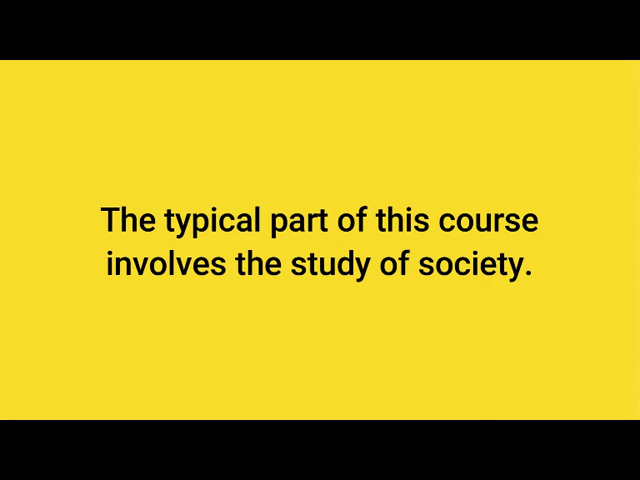 The typical part of this course
involves the study of society.